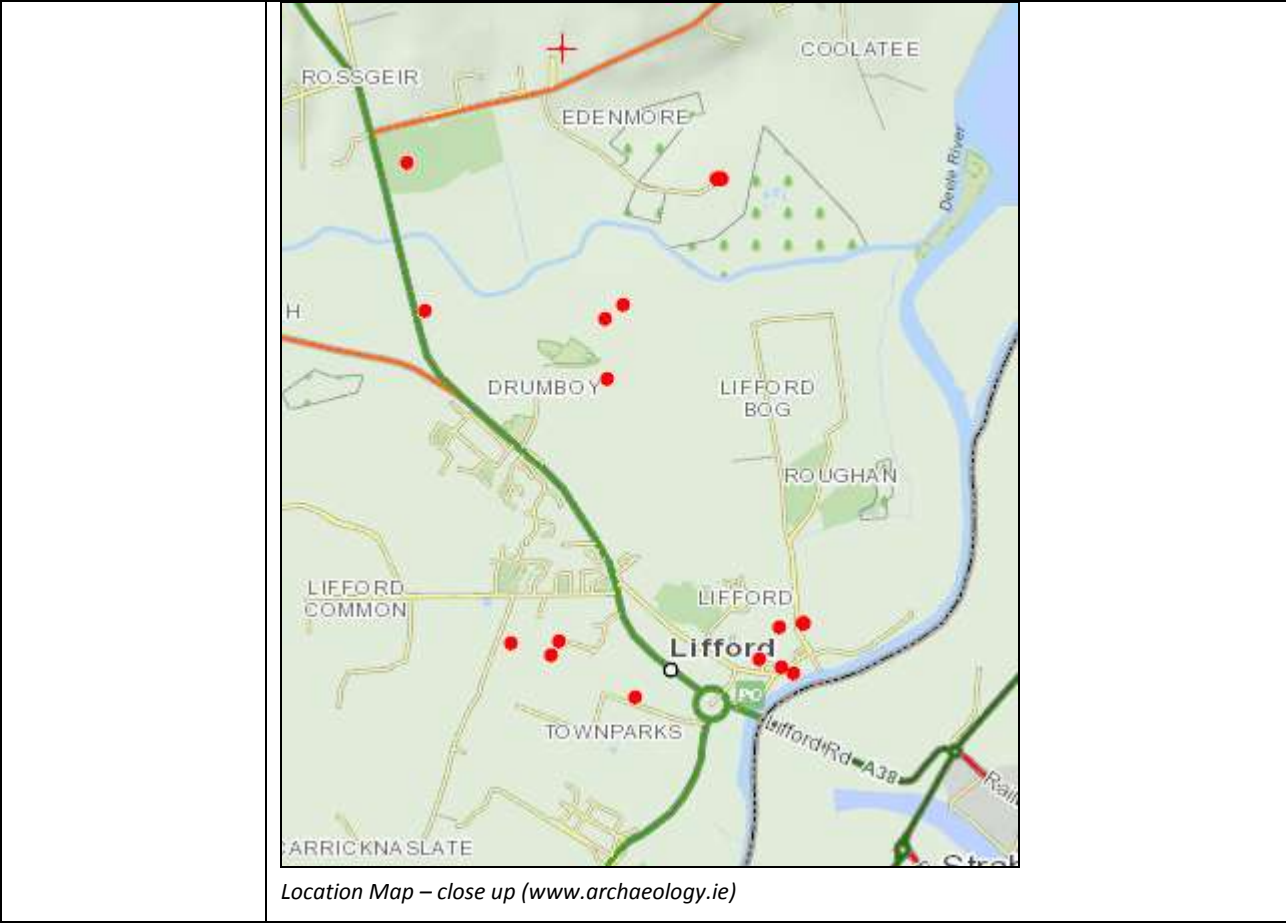 COOLATEE
ROSSGEIR
EDENMORE
Deele River
H
DRUMBOY
LIFFORD
BOG
ROUGHAN
LIFFORD
COMMON
LIFFORD
Lifford
PO
TOWNPARKS
Lifford Rd A38
CARRICKNASLATE
Location Map – close up (www.archaeology.ie)